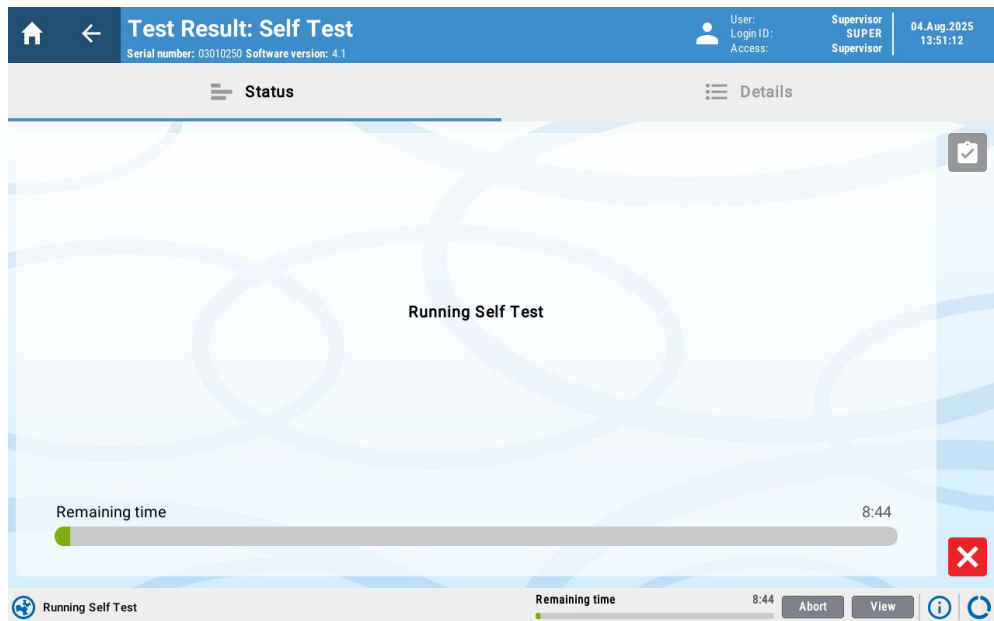 Test Result: Self Test
Serial number: 03010250 Software version: 4.1
User: Supervisor
Login ID: SUPER
Access: Supervisor
04.Aug.2025
13:51:12
Status
Details
Running Self Test
Remaining time 8:44
Running Self Test
Remaining time 8:44
Abort
View